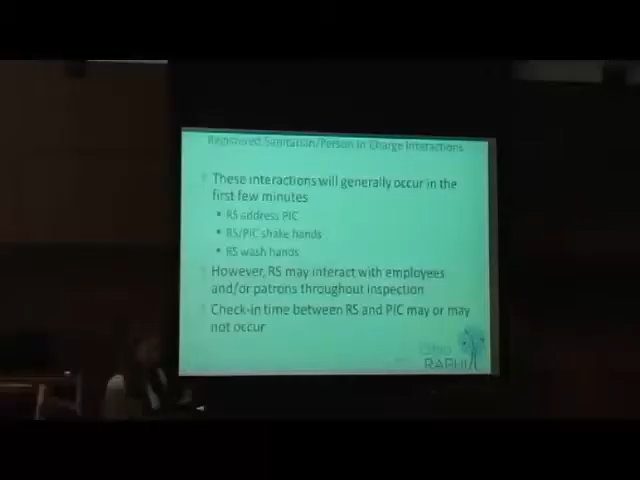 Registered Sanitarian/Person in Charge Interactions
These interactions will generally occur in the
first few minutes
• RS address PIC
• RS/PIC shake hands
• RS wash hands
However, RS may interact with employees
and/or patrons throughout inspection
Check-in time between RS and PIC may or may
not occur
Ohio